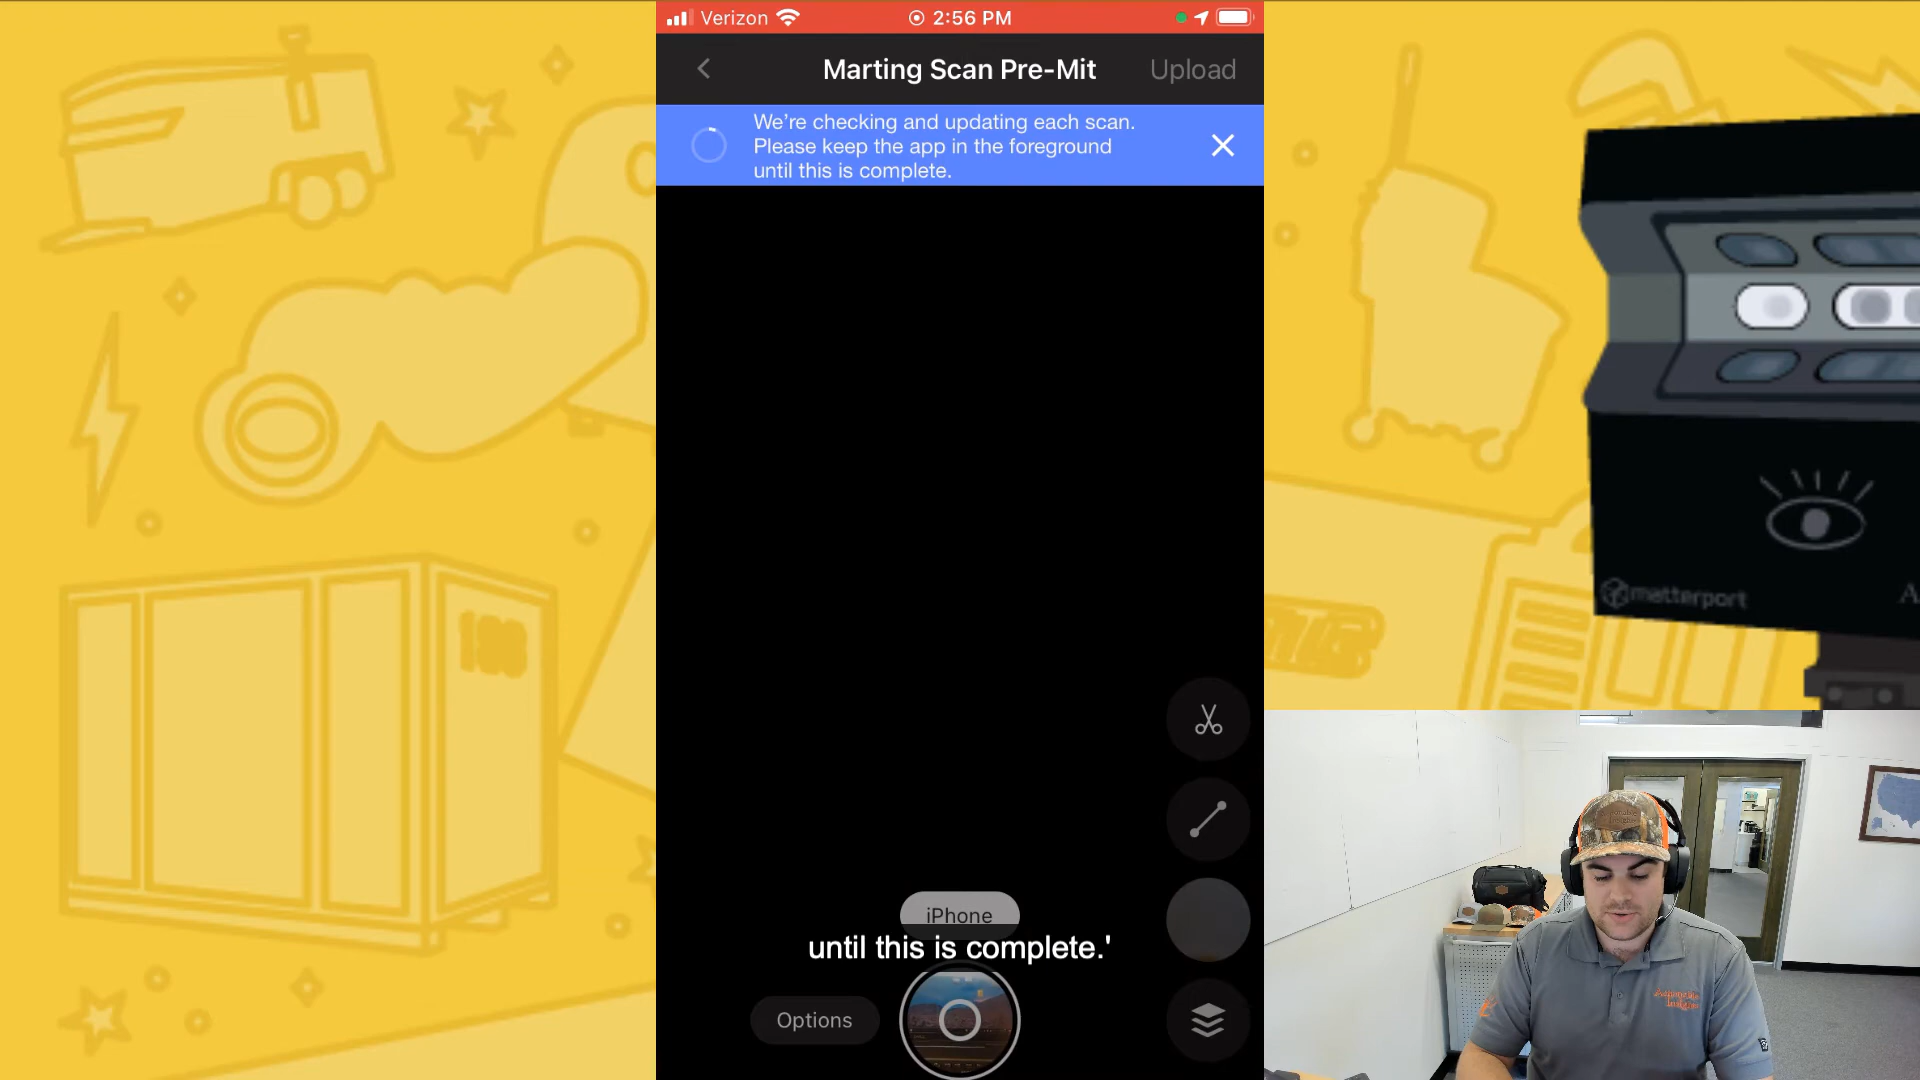 Verizon
2:56 PM
Marting Scan Pre-Mit
Upload
We're checking and updating each scan.
Please keep the app in the foreground
until this is complete.
iPhone
until this is complete.'
Options
matterport